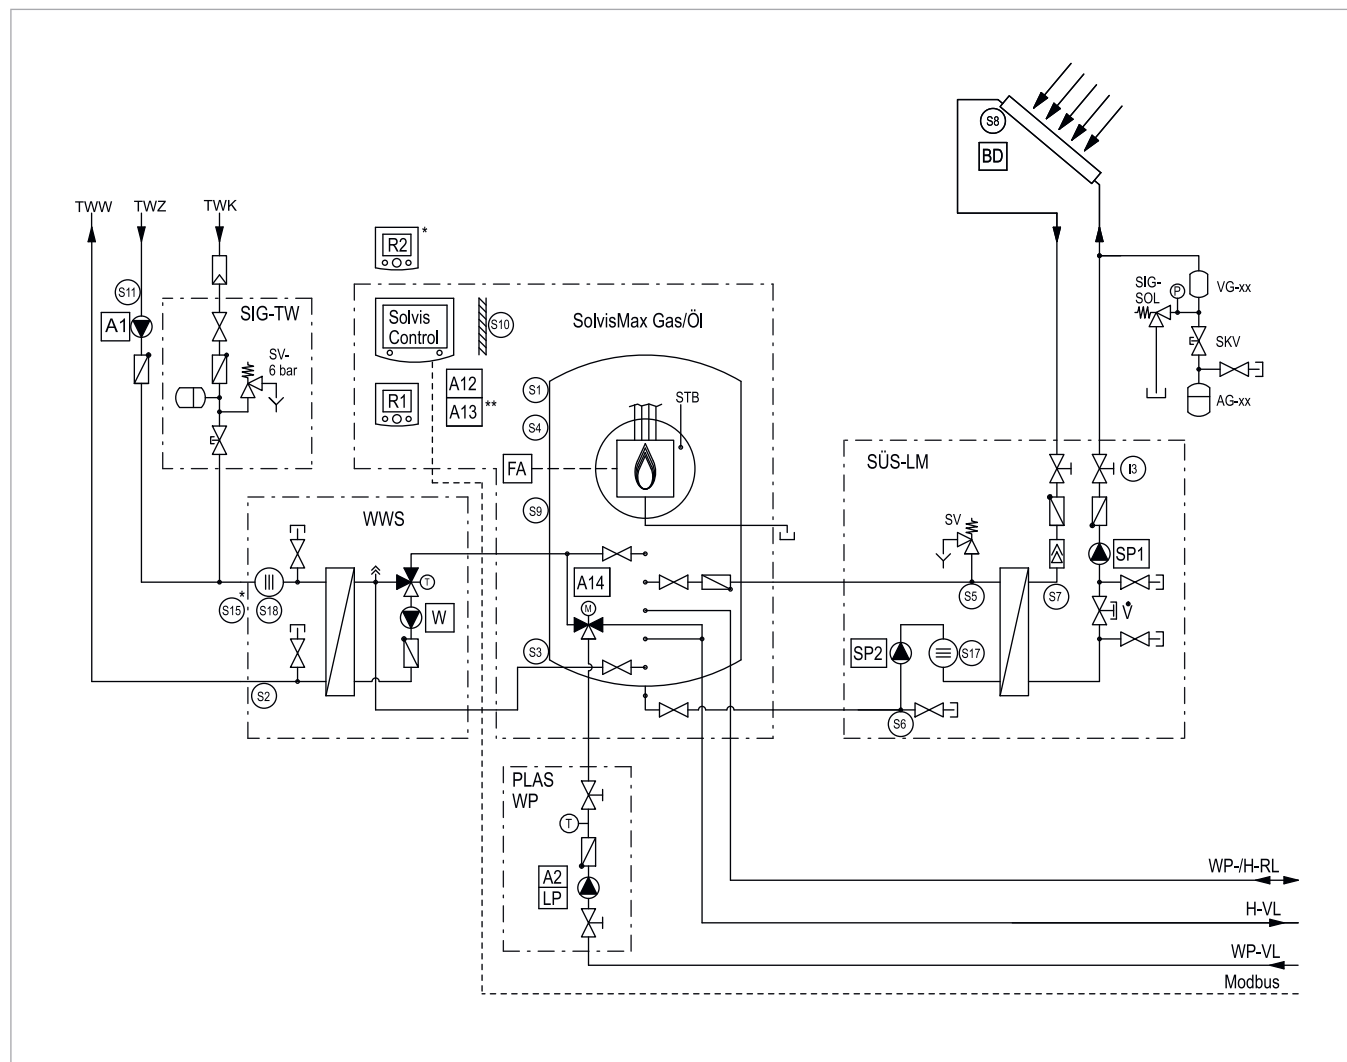 S8
BD
TWW TWZ TWK
R2 *
S11
SIG-TW
A1
SV-
6 bar
Solvis
Control
S10
SolvisMax Gas/Öl
SIG-
SOL
P
VG-xx
SKV
AG-xx
R1
A12
A13 **
S1
S4
STB
FA
S9
SÜS-LM
I3
SV
SP1
WWS
T
A14
M
*
S15
S18
W
S5
S7
V̇
S3
SP2
S17
S2
S6
PLAS
WP
T
A2
LP
WP-/H-RL
H-VL
WP-VL
Modbus